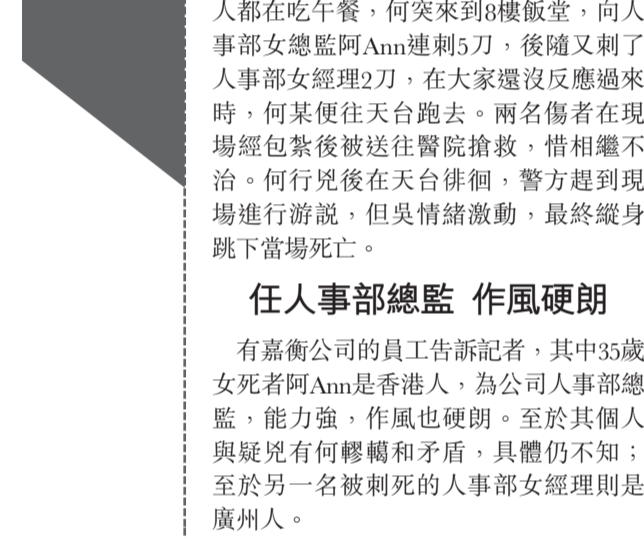 人都在吃午餐，何突來到8樓飯堂，向人
事部女總監阿Ann連刺5刀，後隨又刺了
人事部女經理2刀，在大家還沒反應過來
時，何某便往天台跑去。兩名傷者在現
場經包紮後被送往醫院搶救，惜相繼不
治。何行兇後在天台徘徊，警方趕到現
場進行游説，但吳情緒激動，最終縱身
跳下當場死亡。
任人事部總監 作風硬朗
有嘉衡公司的員工告訴記者，其中35歲
女死者阿Ann是香港人，為公司人事部總
監，能力強，作風也硬朗。至於其個人
與疑兇有何轇轕和矛盾，具體仍不知；
至於另一名被刺死的人事部女經理則是
廣州人。